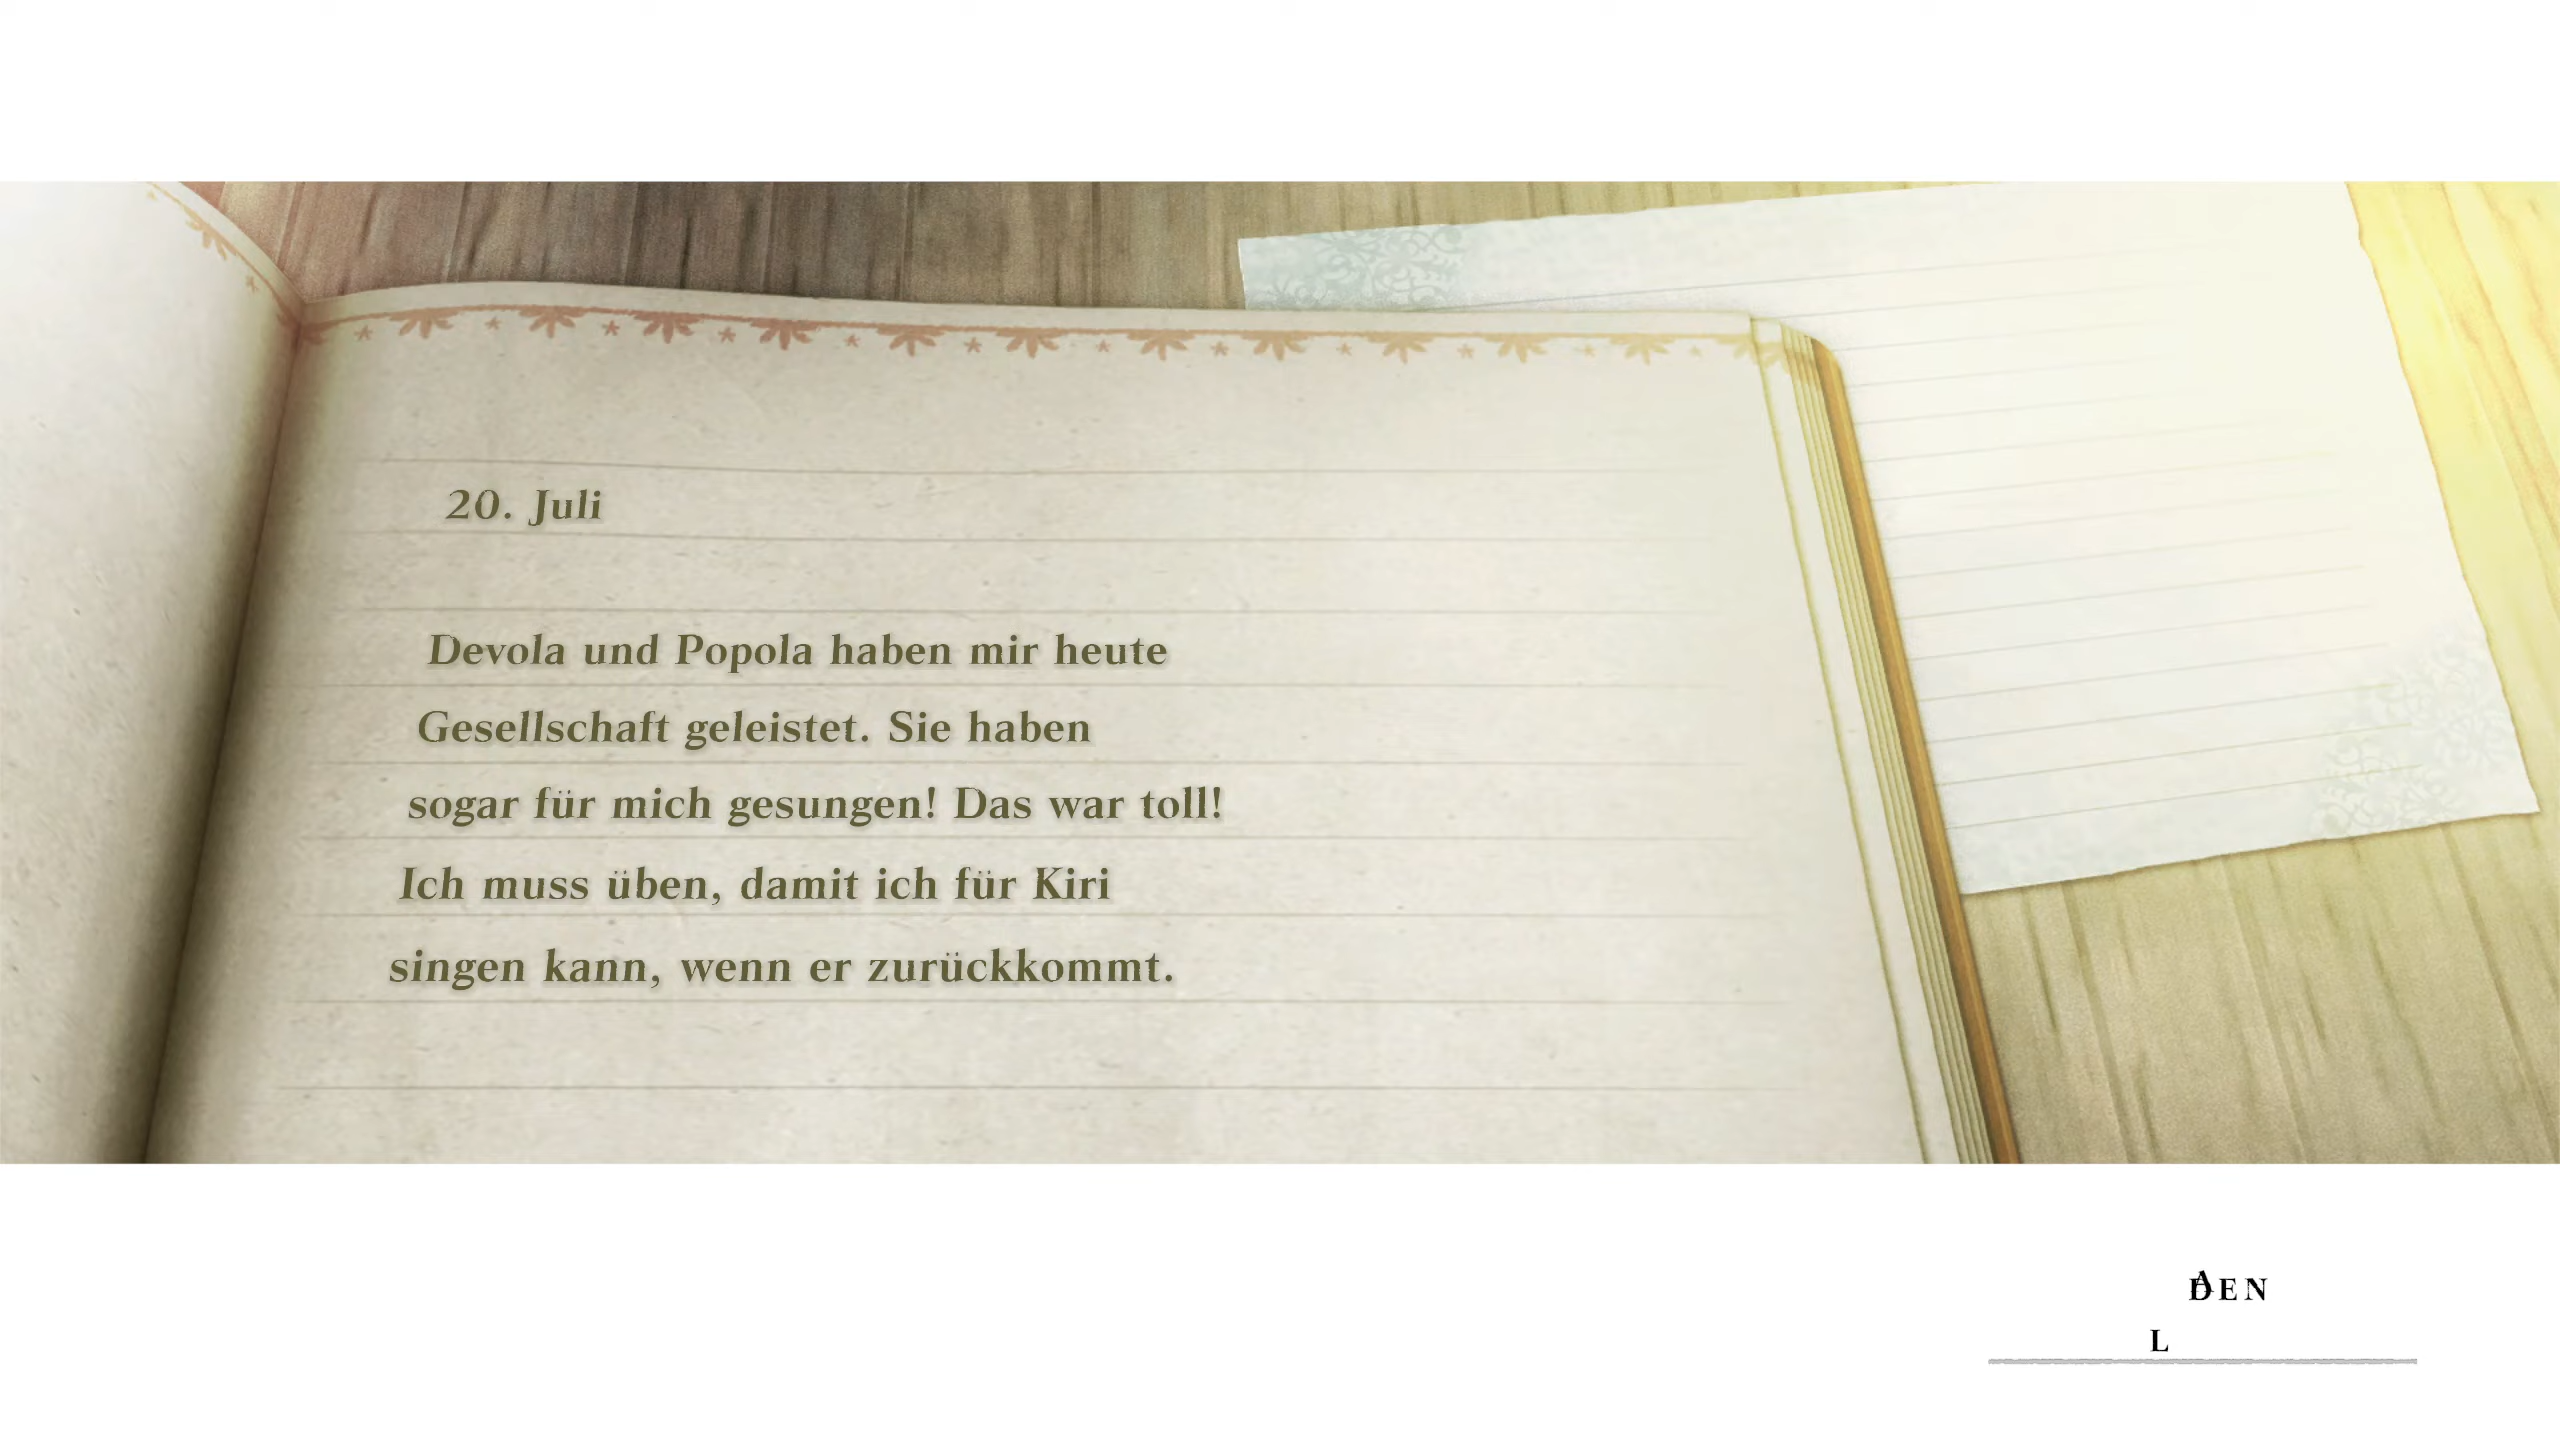 20. Juli
Devola und Popola haben mir heute
Gesellschaft geleistet. Sie haben
sogar für mich gesungen! Das war toll!
Ich muss üben, damit ich für Kiri
singen kann, wenn er zurückkommt.